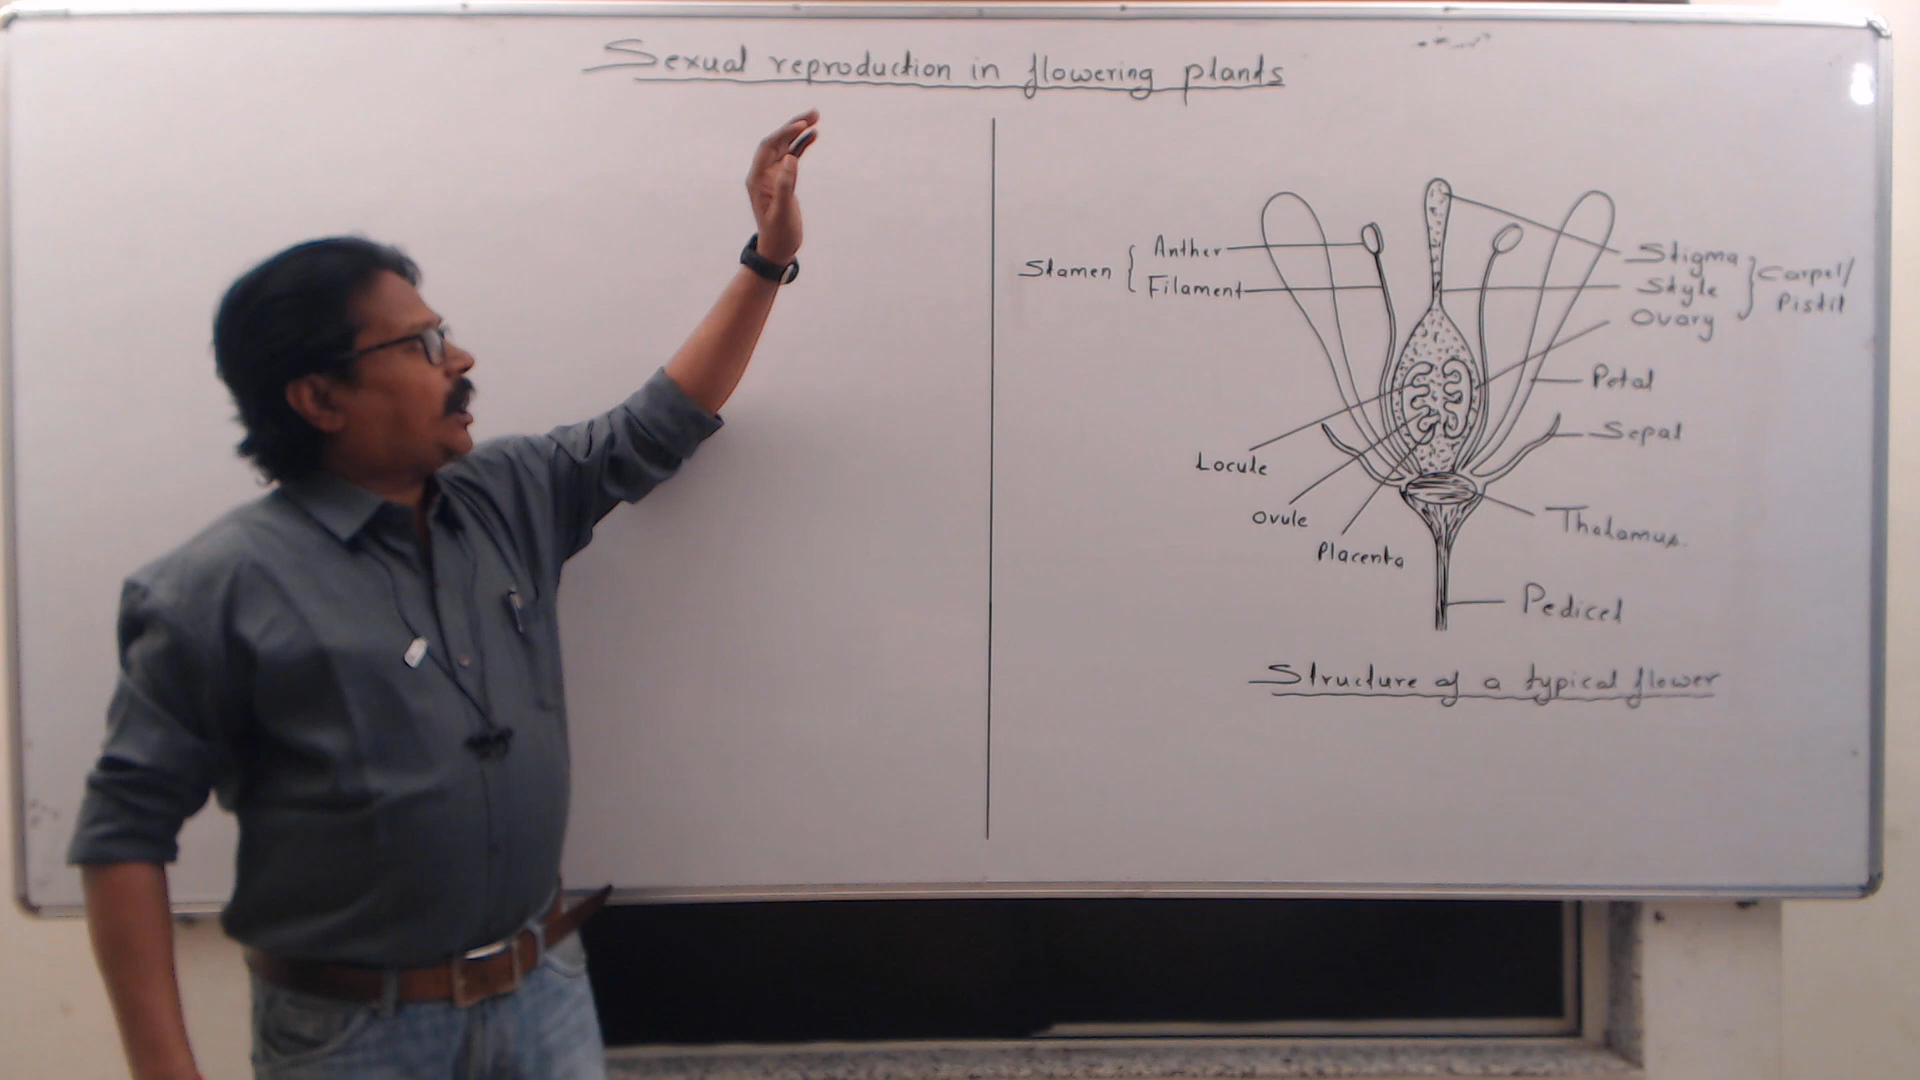 Sexual reproduction in flowering plants
Stamen { Anther
Filament
Stigma } Carpel/
Style Pistil
Ovary
Petal
Sepal
Locule
Ovule
Placenta
Thalamus.
Pedicel
Structure of a typical flower